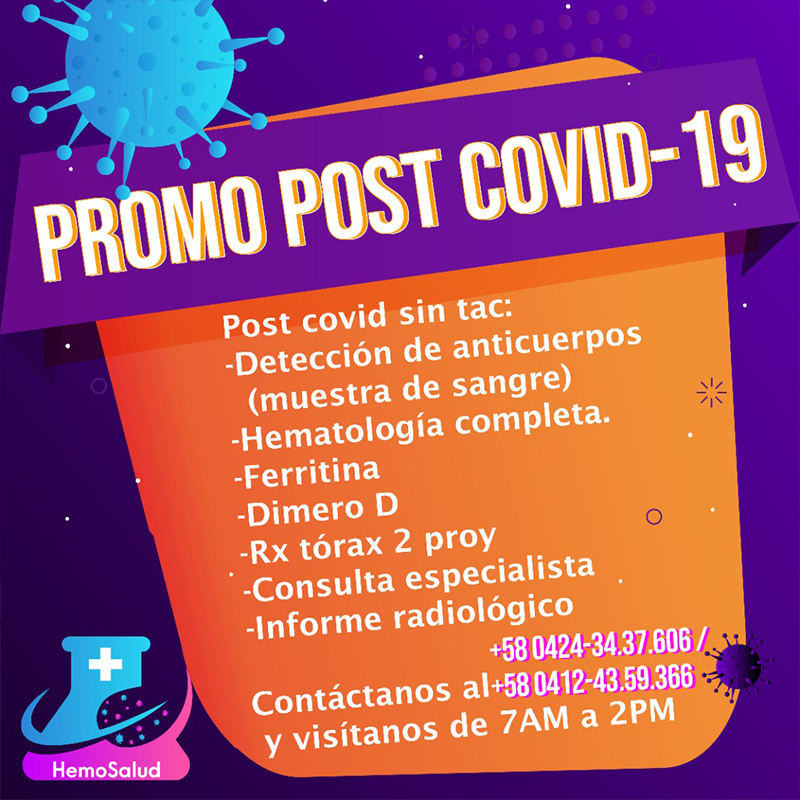 PROMO POST COVID-19
Post covid sin tac:
-Detección de anticuerpos
(muestra de sangre)
-Hematología completa.
-Ferritina
-Dimero D
-Rx tórax 2 proy
-Consulta especialista
-Informe radiológico
+58 0424-34.37.606 /
Contáctanos al+58 0412-43.59.366
y visítanos de 7AM a 2PM
HemoSalud